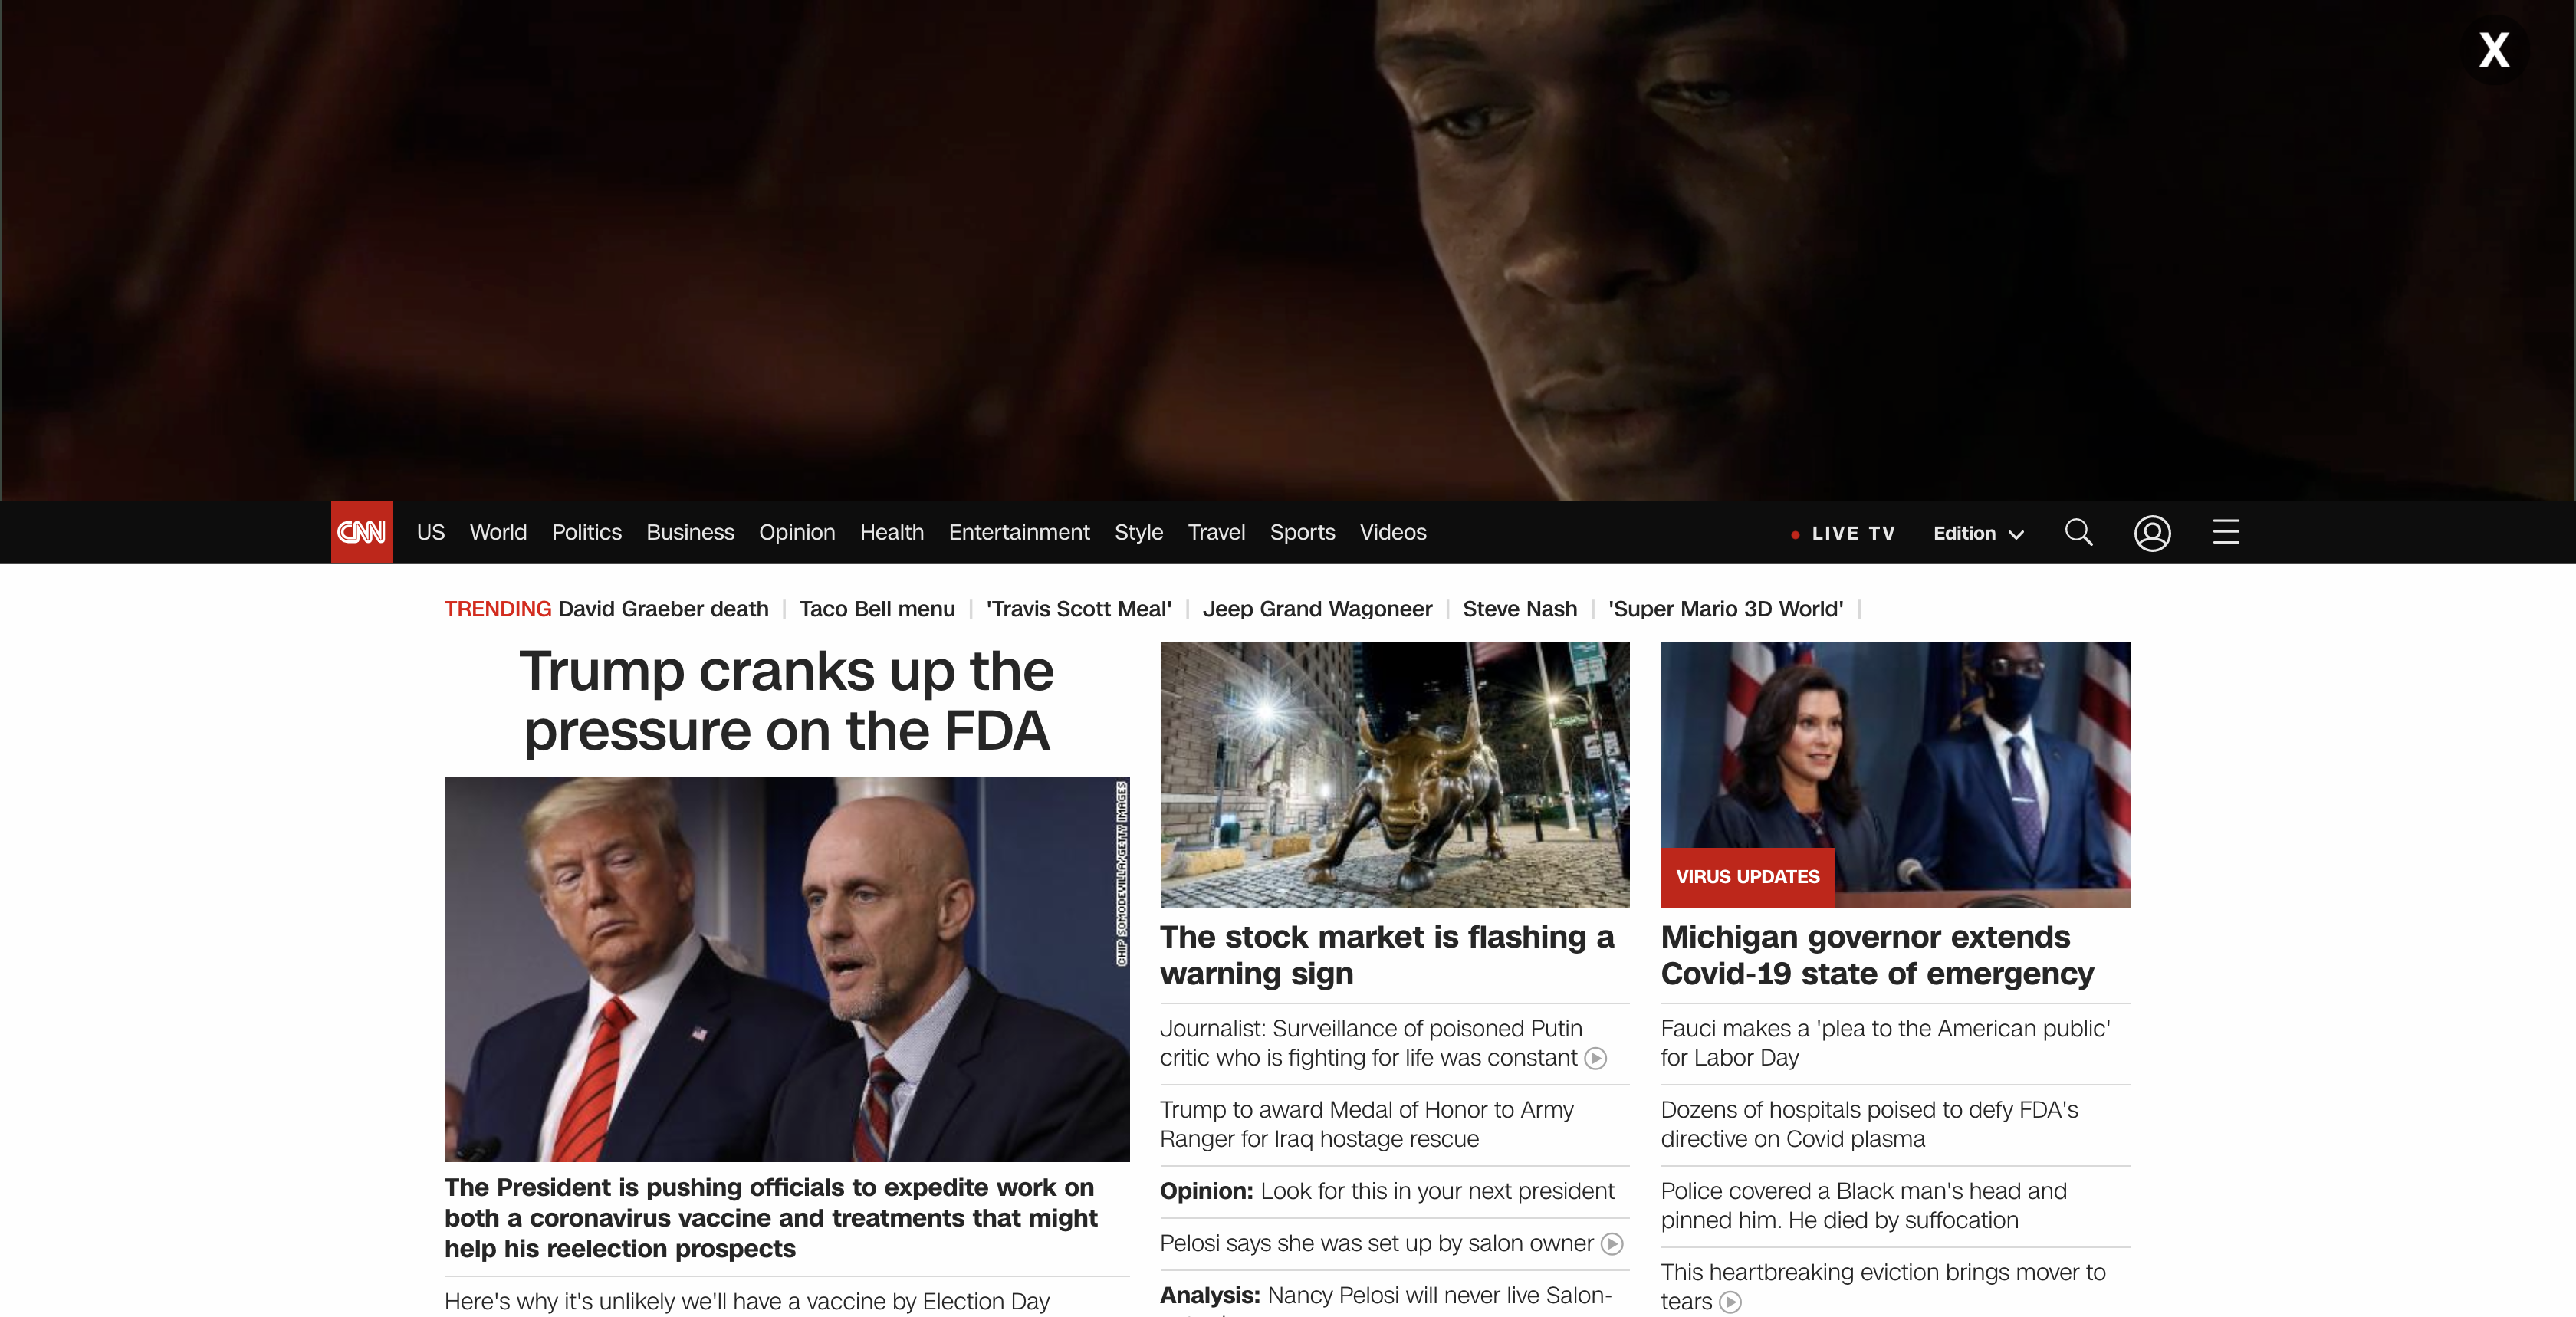 X
CNN
US World Politics Business Opinion Health Entertainment Style Travel Sports Videos
LIVE TV Edition
TRENDING David Graeber death | Taco Bell menu | 'Travis Scott Meal' | Jeep Grand Wagoneer | Steve Nash | 'Super Mario 3D World' |
Trump cranks up the
pressure on the FDA
CHIP SOMODEVILLA/GETTY IMAGES
The President is pushing officials to expedite work on
both a coronavirus vaccine and treatments that might
help his reelection prospects
Here's why it's unlikely we'll have a vaccine by Election Day
The stock market is flashing a
warning sign
Journalist: Surveillance of poisoned Putin
critic who is fighting for life was constant
Trump to award Medal of Honor to Army
Ranger for Iraq hostage rescue
Opinion: Look for this in your next president
Pelosi says she was set up by salon owner
Analysis: Nancy Pelosi will never live Salon-
VIRUS UPDATES
Michigan governor extends
Covid-19 state of emergency
Fauci makes a 'plea to the American public'
for Labor Day
Dozens of hospitals poised to defy FDA's
directive on Covid plasma
Police covered a Black man's head and
pinned him. He died by suffocation
This heartbreaking eviction brings mover to
tears